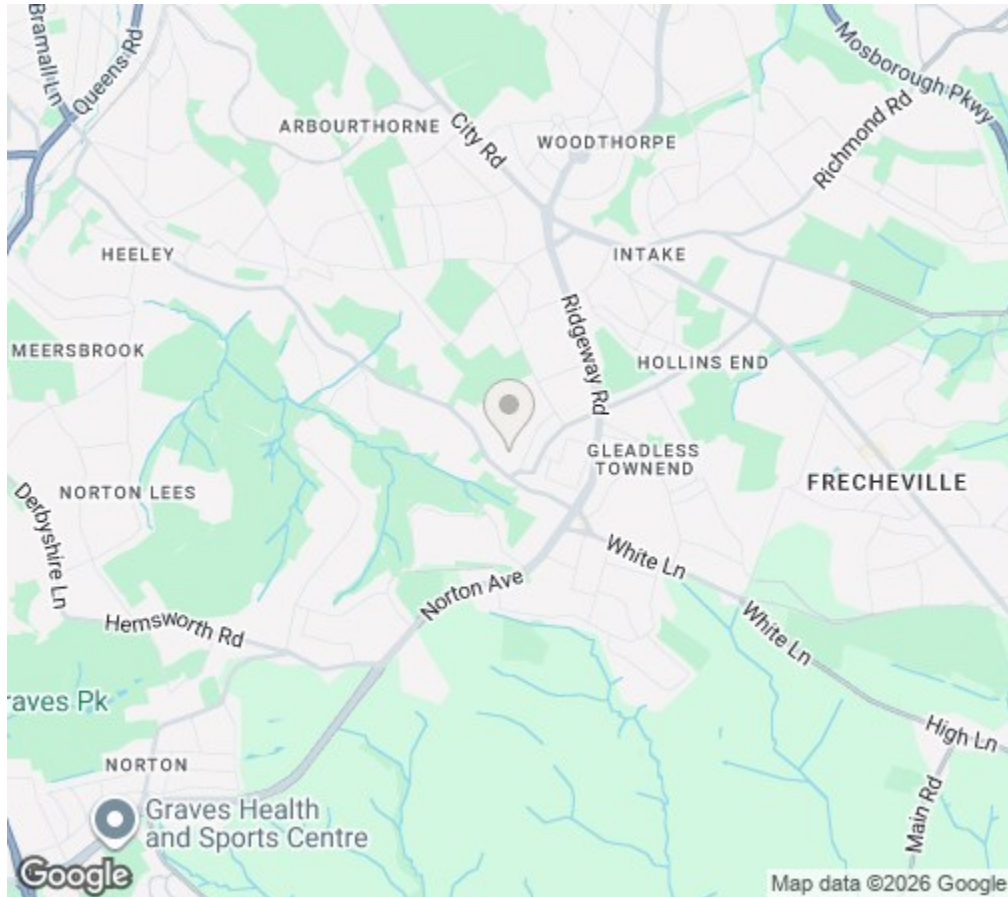 Bramall Ln
Queens Rd
Mosborough Pkwy
ARBOURTHORNE
City Rd
WOODTHORPE
Richmond Rd
HEELEY
INTAKE
Ridgeway Rd
MEERSBROOK
HOLLINS END
GLEADLESS
TOWNEND
FRECHEVILLE
NORTON LEES
Derbyshire Ln
White Ln
Norton Ave
Hemsworth Rd
White Ln
raves Pk
High Ln
NORTON
Main Rd
Graves Health
and Sports Centre
Google
Map data ©2026 Google